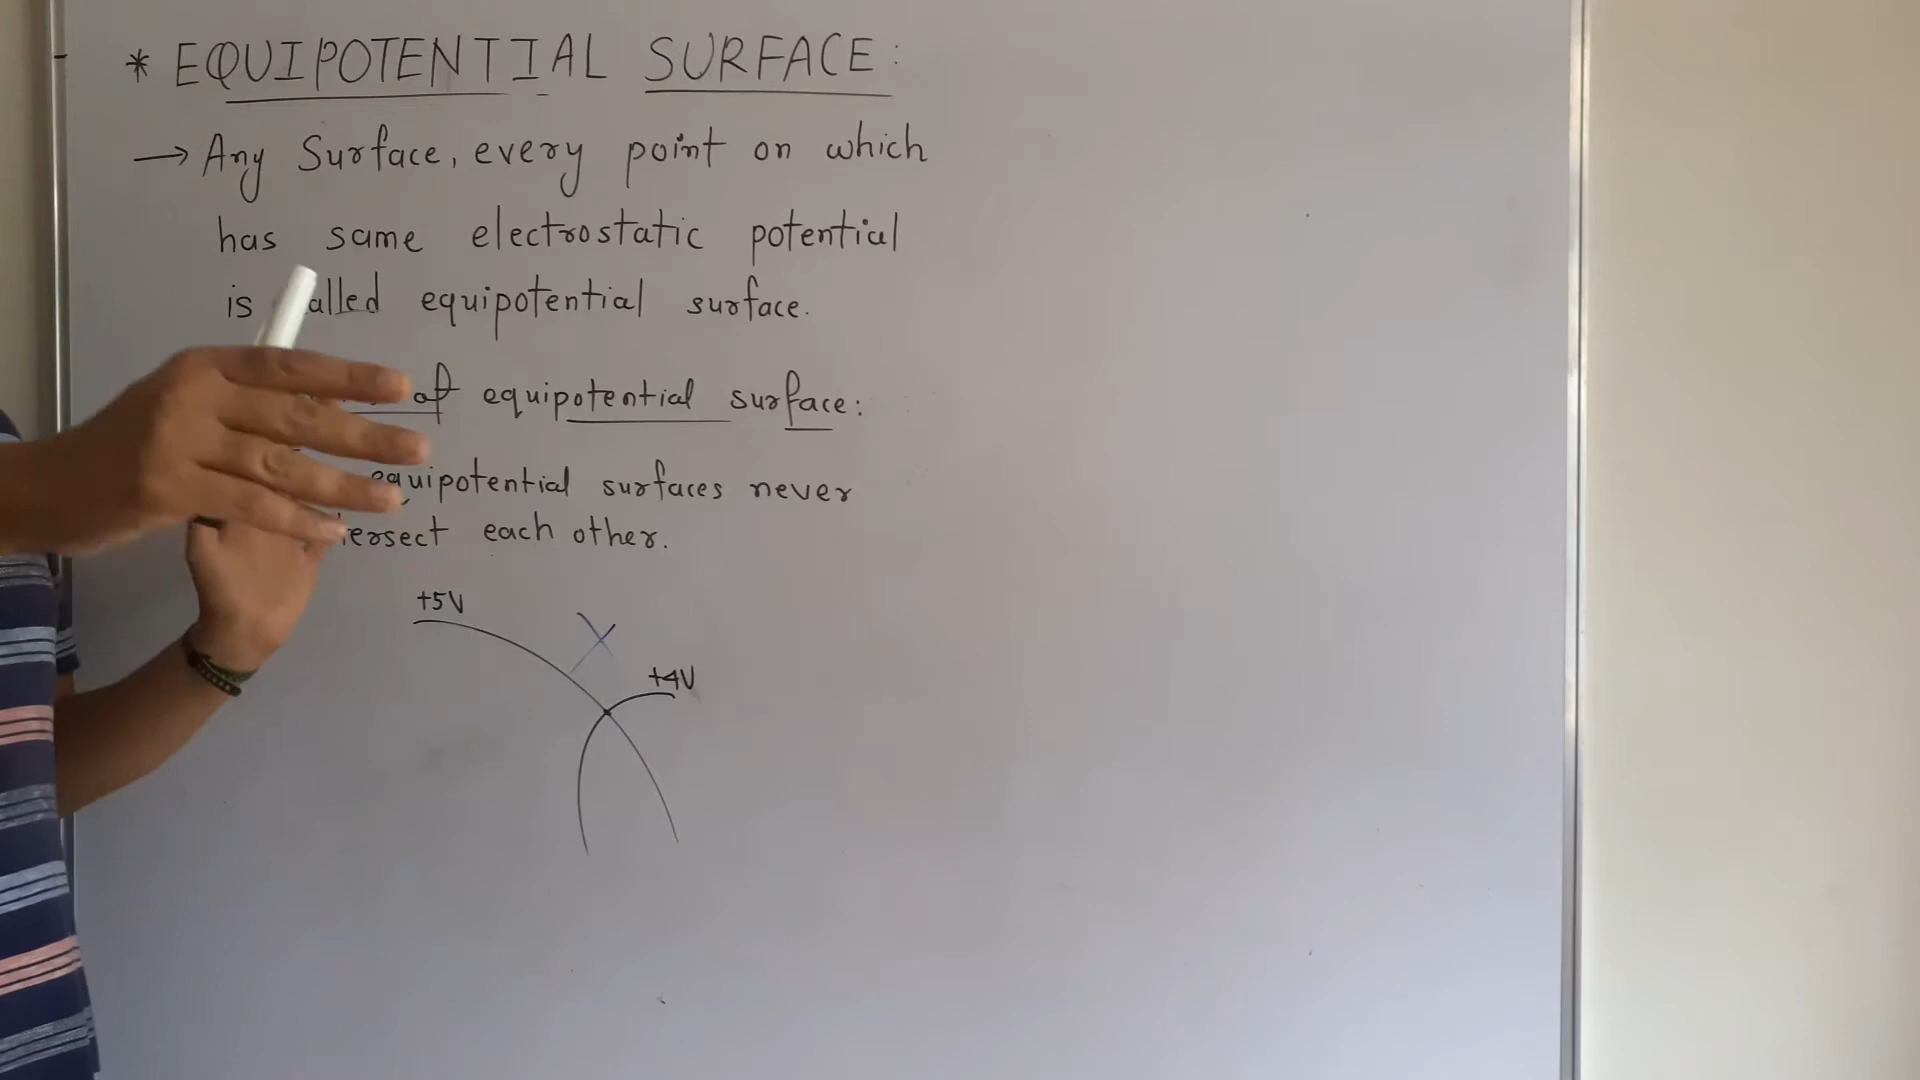 * EQUIPOTENTIAL SURFACE:
→ Any Surface, every point on which
has same electrostatic potential
is called equipotential surface.
of equipotential surface:
equipotential surfaces never
tersect each other.
+5V
+4V